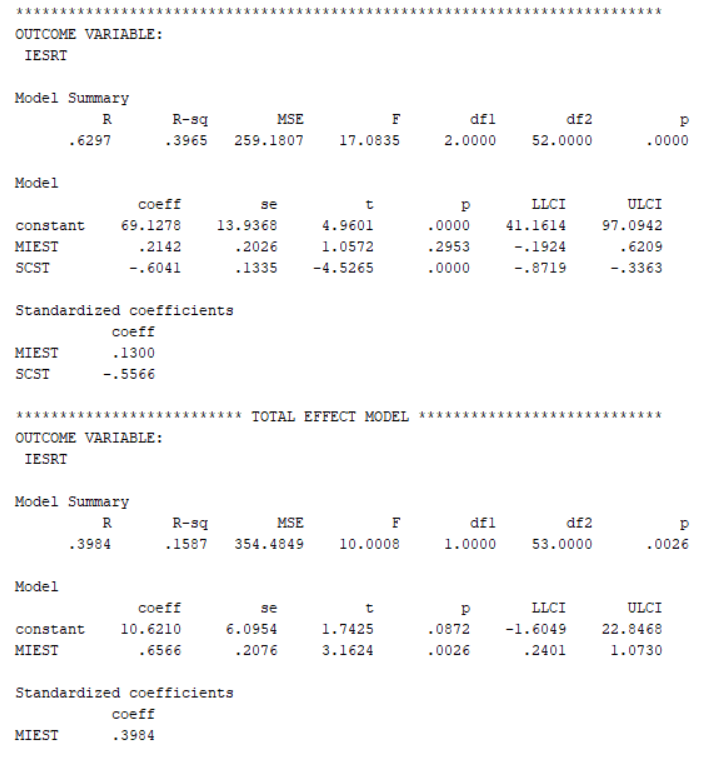 **************************************************************************
OUTCOME VARIABLE:
IESRT
Model Summary
R R-sq MSE F df1 df2 p
.6297 .3965 259.1807 17.0835 2.0000 52.0000 .0000
Model
coeff se t p LLCI ULCI
constant 69.1278 13.9368 4.9601 .0000 41.1614 97.0942
MIEST .2142 .2026 1.0572 .2953 -.1924 .6209
SCST -.6041 .1335 -4.5265 .0000 -.8719 -.3363
Standardized coefficients
coeff
MIEST .1300
SCST -.5566
************************** TOTAL EFFECT MODEL ****************************
OUTCOME VARIABLE:
IESRT
Model Summary
R R-sq MSE F df1 df2 p
.3984 .1587 354.4849 10.0008 1.0000 53.0000 .0026
Model
coeff se t p LLCI ULCI
constant 10.6210 6.0954 1.7425 .0872 -1.6049 22.8468
MIEST .6566 .2076 3.1624 .0026 .2401 1.0730
Standardized coefficients
coeff
MIEST .3984